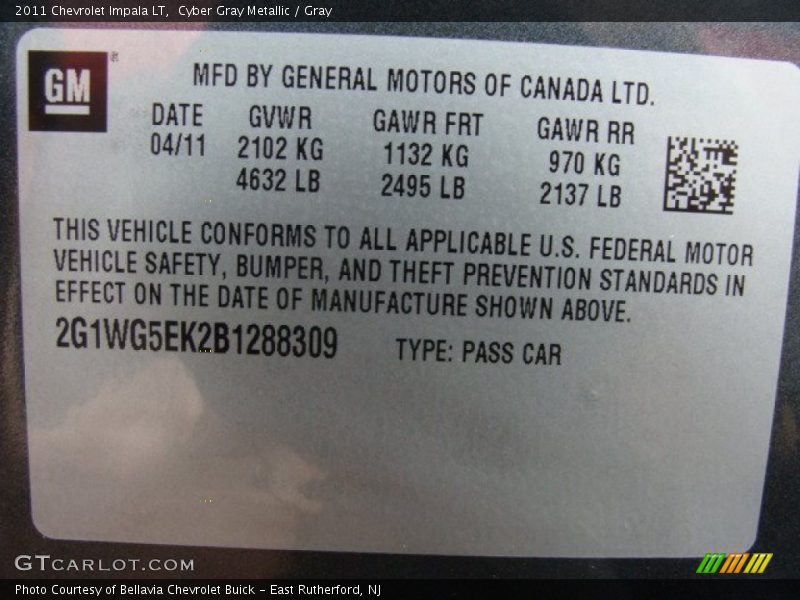 2011 Chevrolet Impala LT,  Cyber Gray Metallic / Gray
GM®
MFD BY GENERAL MOTORS OF CANADA LTD.
DATE GVWR GAWR FRT GAWR RR
04/11 2102 KG 1132 KG 970 KG
4632 LB 2495 LB 2137 LB
THIS VEHICLE CONFORMS TO ALL APPLICABLE U.S. FEDERAL MOTOR
VEHICLE SAFETY, BUMPER, AND THEFT PREVENTION STANDARDS IN
EFFECT ON THE DATE OF MANUFACTURE SHOWN ABOVE.
2G1WG5EK2B1288309 TYPE: PASS CAR
GTCARLOT.COM
Photo Courtesy of Bellavia Chevrolet Buick - East Rutherford, NJ